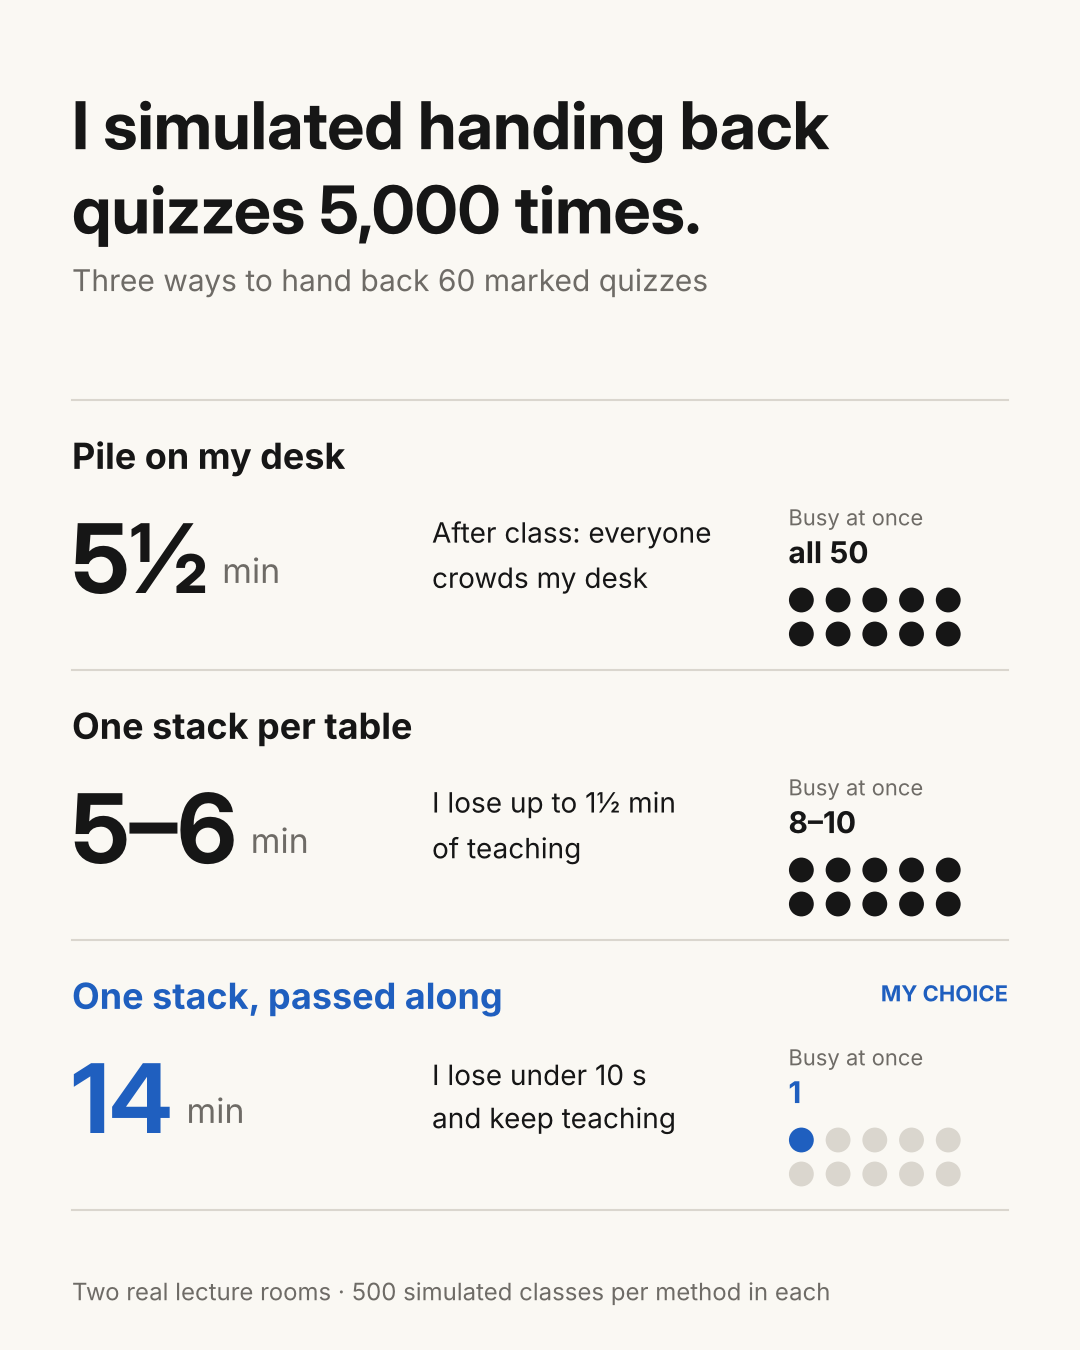 I simulated handing back
quizzes 5,000 times.
Three ways to hand back 60 marked quizzes
Pile on my desk
5½ min
After class: everyone
crowds my desk
Busy at once
all 50
One stack per table
5–6 min
I lose up to 1½ min
of teaching
Busy at once
8–10
One stack, passed along
MY CHOICE
14 min
I lose under 10 s
and keep teaching
Busy at once
1
Two real lecture rooms · 500 simulated classes per method in each